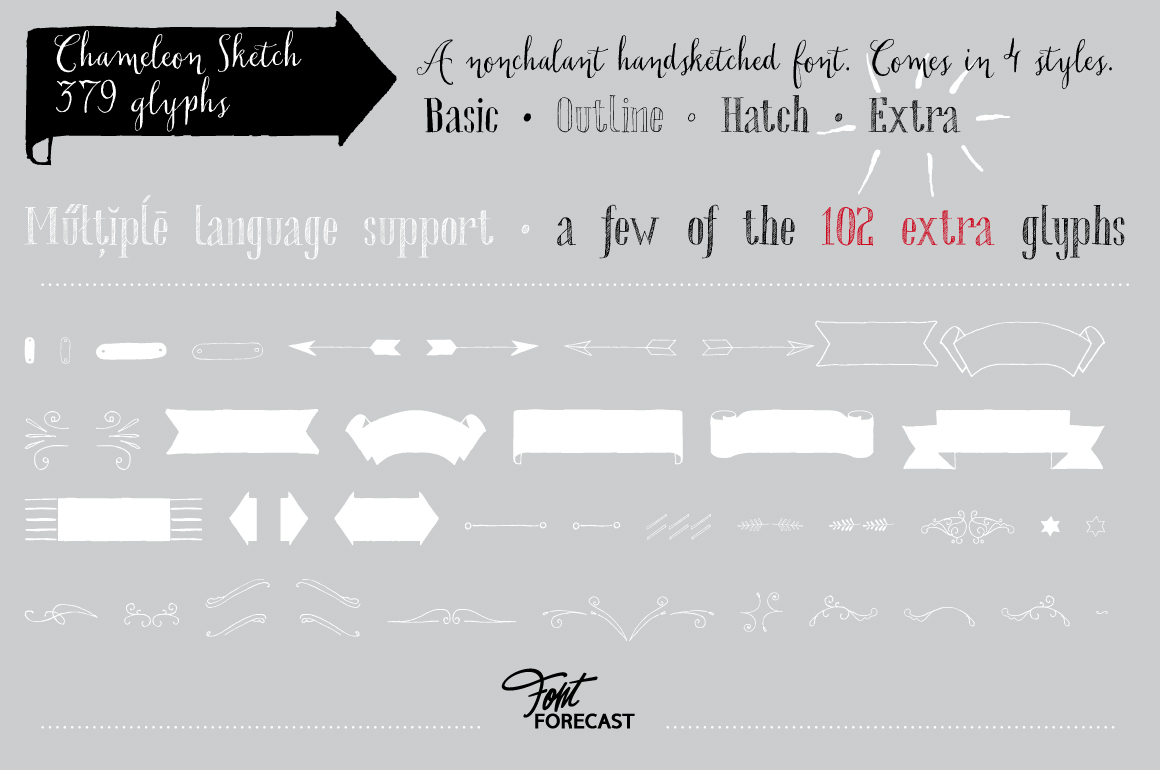 Chameleon Sketch
379 glyphs
A nonchalant handsketched font. Comes in 4 styles.
Basic • Outline • Hatch • Extra
Műltįplē language support • a few of the 102 extra glyphs
Font
FORECAST